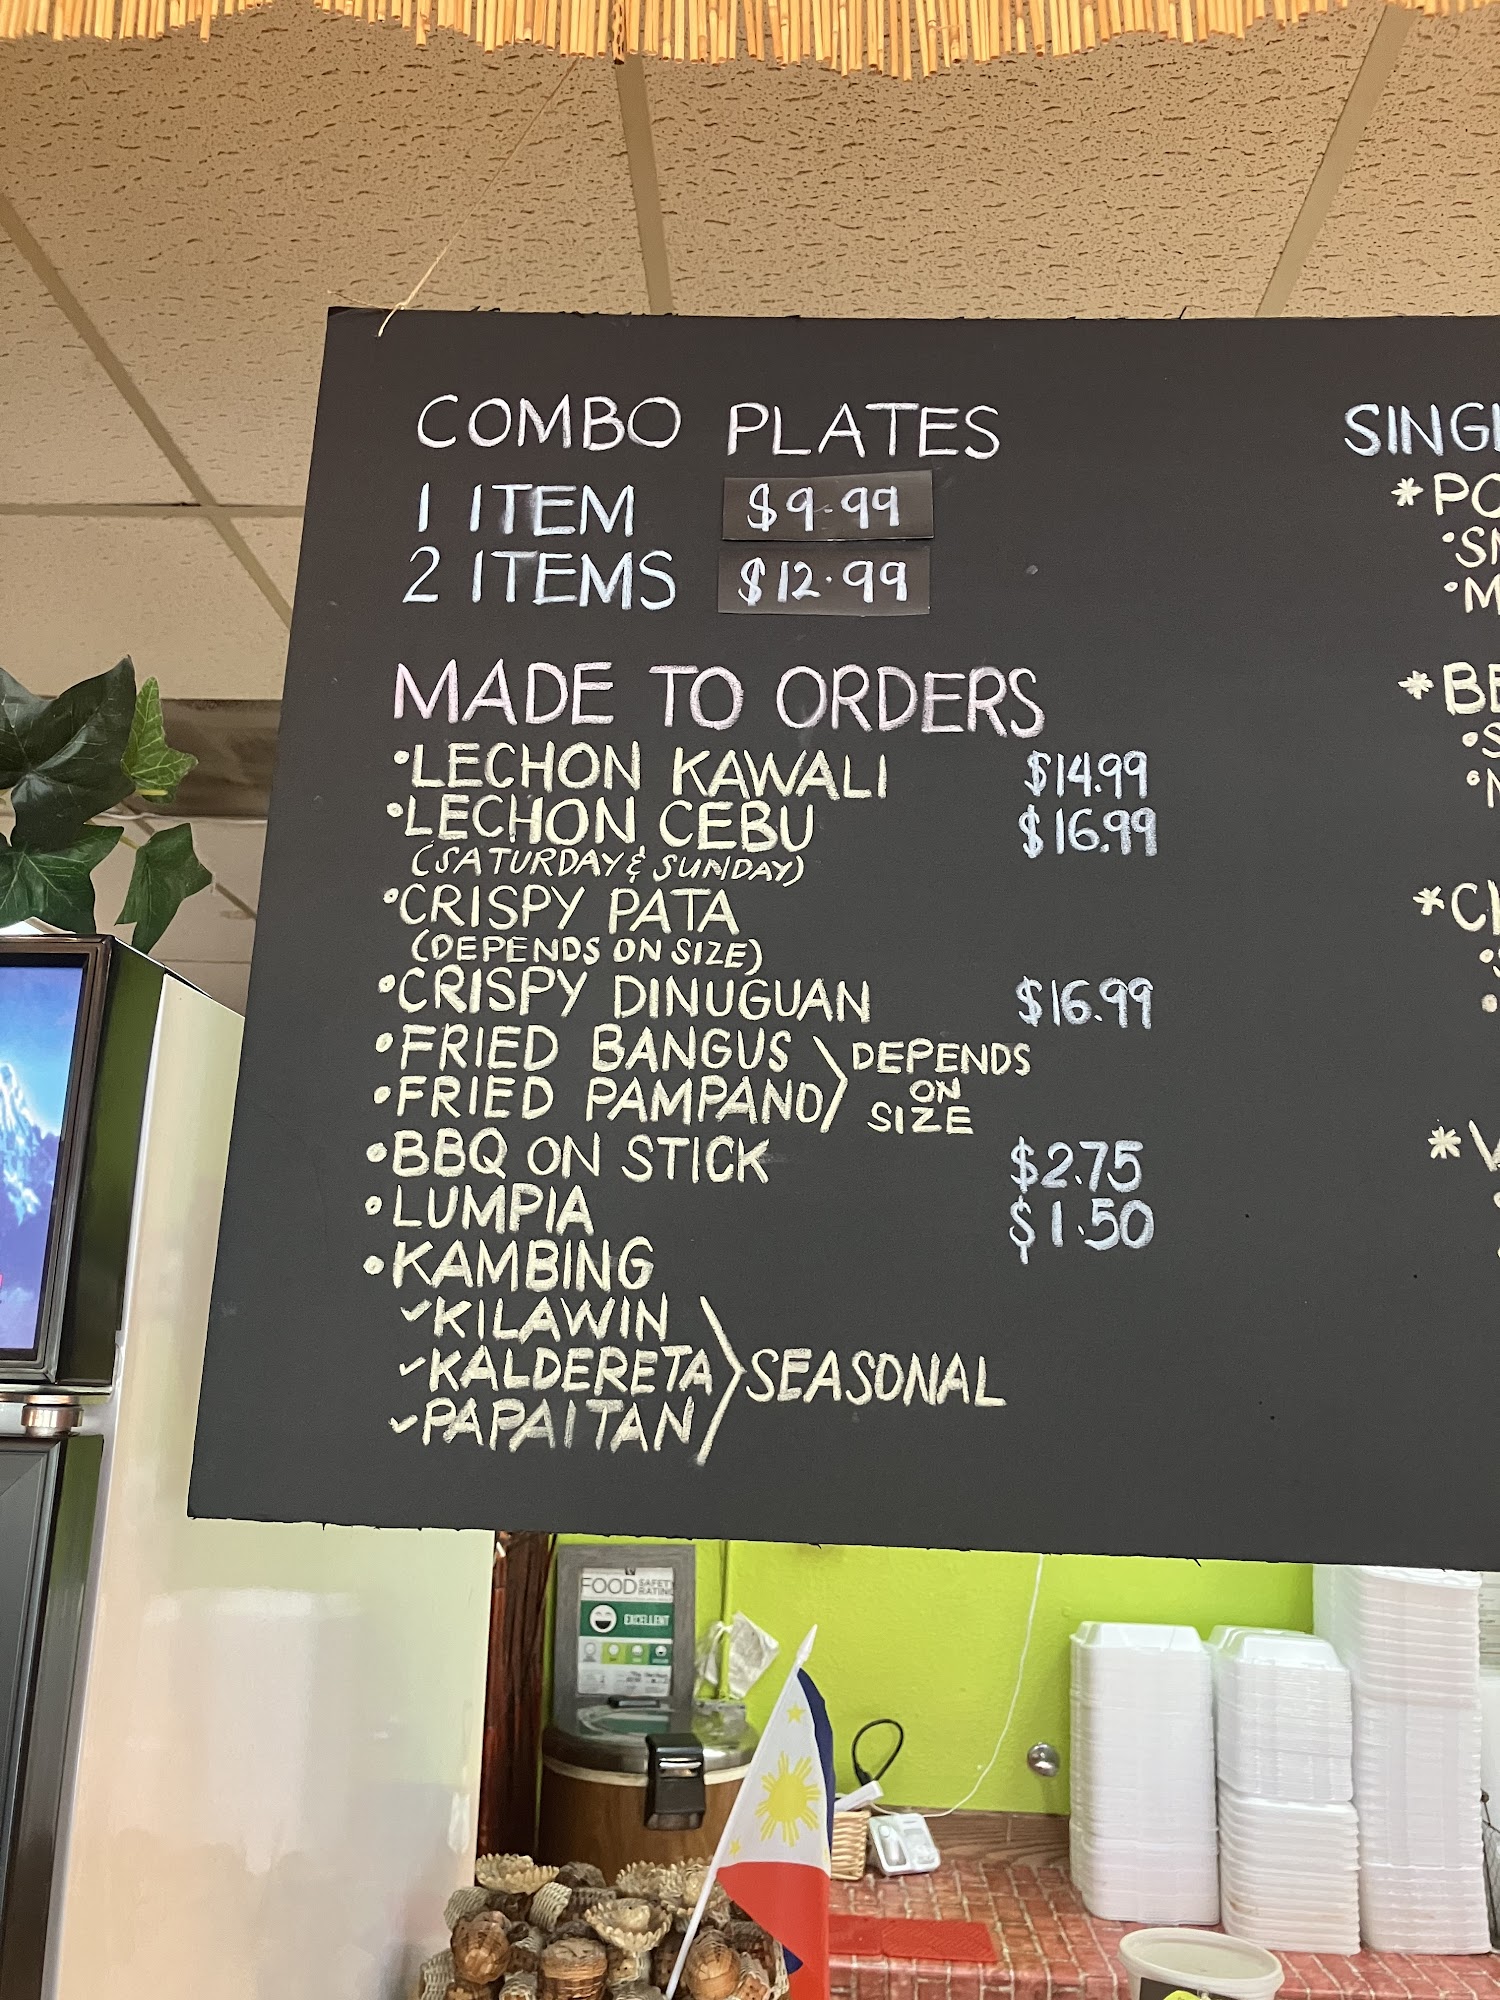 COMBO PLATES
1 ITEM $9.99
2 ITEMS $12.99
MADE TO ORDERS
•LECHON KAWALI $14.99
•LECHON CEBU $16.99
(SATURDAY & SUNDAY)
•CRISPY PATA
(DEPENDS ON SIZE)
•CRISPY DINUGUAN $16.99
•FRIED BANGUS
•FRIED PAMPANO
DEPENDS
ON
SIZE
•BBQ ON STICK $2.75
•LUMPIA $1.50
•KAMBING
✓KILAWIN
✓KALDERETA
✓PAPAITAN
SEASONAL
FOOD SAFETY
RATING
EXCELLENT